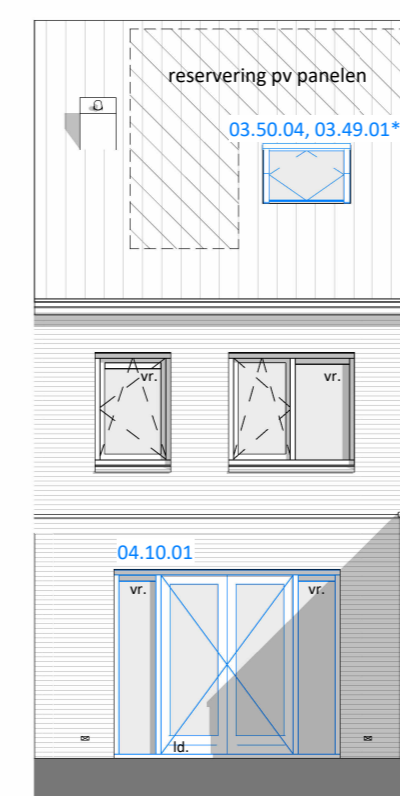 reservering pv panelen
03.50.04, 03.49.01*
vr.
vr.
04.10.01
vr.
vr.
ld.